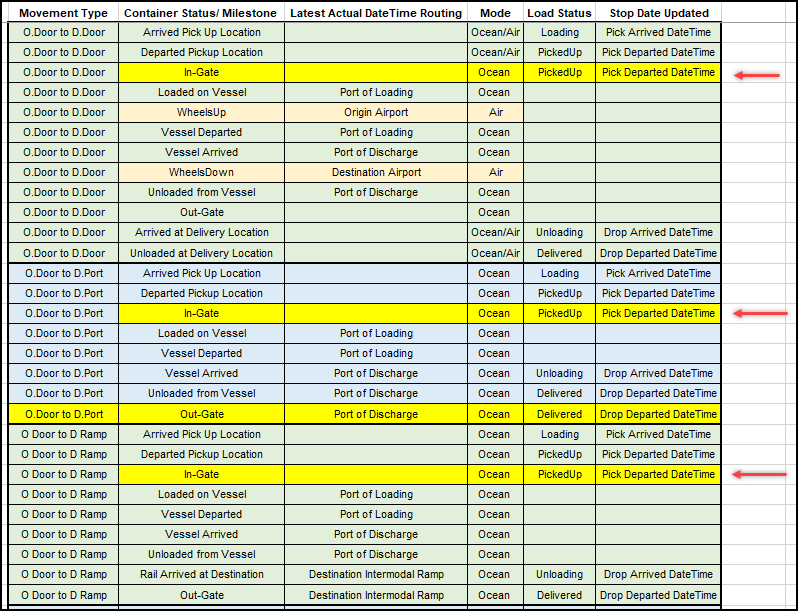 Movement Type Container Status/ Milestone Latest Actual DateTime Routing Mode Load Status Stop Date Updated
O.Door to D.Door Arrived Pick Up Location Ocean/Air Loading Pick Arrived DateTime
O.Door to D.Door Departed Pickup Location Ocean/Air PickedUp Pick Departed DateTime
O.Door to D.Door In-Gate Ocean PickedUp Pick Departed DateTime
O.Door to D.Door Loaded on Vessel Port of Loading Ocean
O.Door to D.Door WheelsUp Origin Airport Air
O.Door to D.Door Vessel Departed Port of Loading Ocean
O.Door to D.Door Vessel Arrived Port of Discharge Ocean
O.Door to D.Door WheelsDown Destination Airport Air
O.Door to D.Door Unloaded from Vessel Port of Discharge Ocean
O.Door to D.Door Out-Gate Ocean
O.Door to D.Door Arrived at Delivery Location Ocean/Air Unloading Drop Arrived DateTime
O.Door to D.Door Unloaded at Delivery Location Ocean/Air Delivered Drop Departed DateTime
O.Door to D.Port Arrived Pick Up Location Ocean Loading Pick Arrived DateTime
O.Door to D.Port Departed Pickup Location Ocean PickedUp Pick Departed DateTime
O.Door to D.Port In-Gate Ocean PickedUp Pick Departed DateTime
O.Door to D.Port Loaded on Vessel Port of Loading Ocean
O.Door to D.Port Vessel Departed Port of Loading Ocean
O.Door to D.Port Vessel Arrived Port of Discharge Ocean Unloading Drop Arrived DateTime
O.Door to D.Port Unloaded from Vessel Port of Discharge Ocean Delivered Drop Departed DateTime
O.Door to D.Port Out-Gate Port of Discharge Ocean Delivered Drop Departed DateTime
O Door to D Ramp Arrived Pick Up Location Ocean Loading Pick Arrived DateTime
O Door to D Ramp Departed Pickup Location Ocean PickedUp Pick Departed DateTime
O Door to D Ramp In-Gate Ocean PickedUp Pick Departed DateTime
O Door to D Ramp Loaded on Vessel Port of Loading Ocean
O Door to D Ramp Vessel Departed Port of Loading Ocean
O Door to D Ramp Vessel Arrived Port of Discharge Ocean
O Door to D Ramp Unloaded from Vessel Port of Discharge Ocean
O Door to D Ramp Rail Arrived at Destination Destination Intermodal Ramp Ocean Unloading Drop Arrived DateTime
O Door to D Ramp Out-Gate Destination Intermodal Ramp Ocean Delivered Drop Departed DateTime